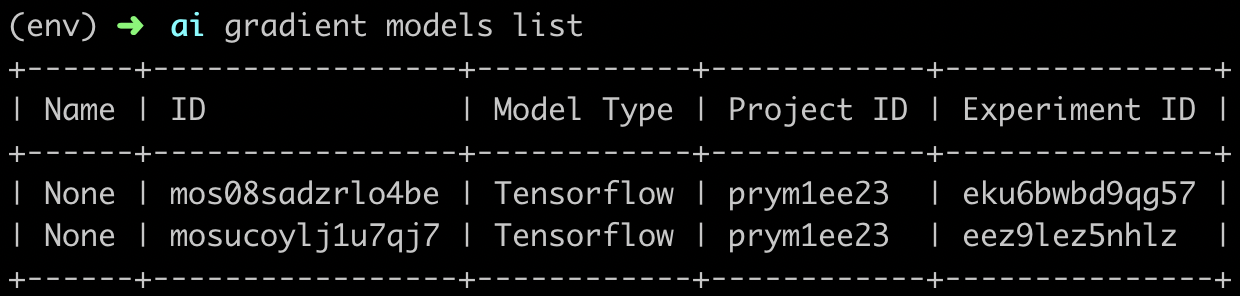 (env) ➜ ai gradient models list
+------+-----------------+------------+------------+---------------+
| Name | ID              | Model Type | Project ID | Experiment ID |
+------+-----------------+------------+------------+---------------+
| None | mos08sadzrlo4be | Tensorflow | prym1ee23  | eku6bwbd9qg57 |
| None | mosucoylj1u7qj7 | Tensorflow | prym1ee23  | eez9lez5nhlz  |
+------+-----------------+------------+------------+---------------+